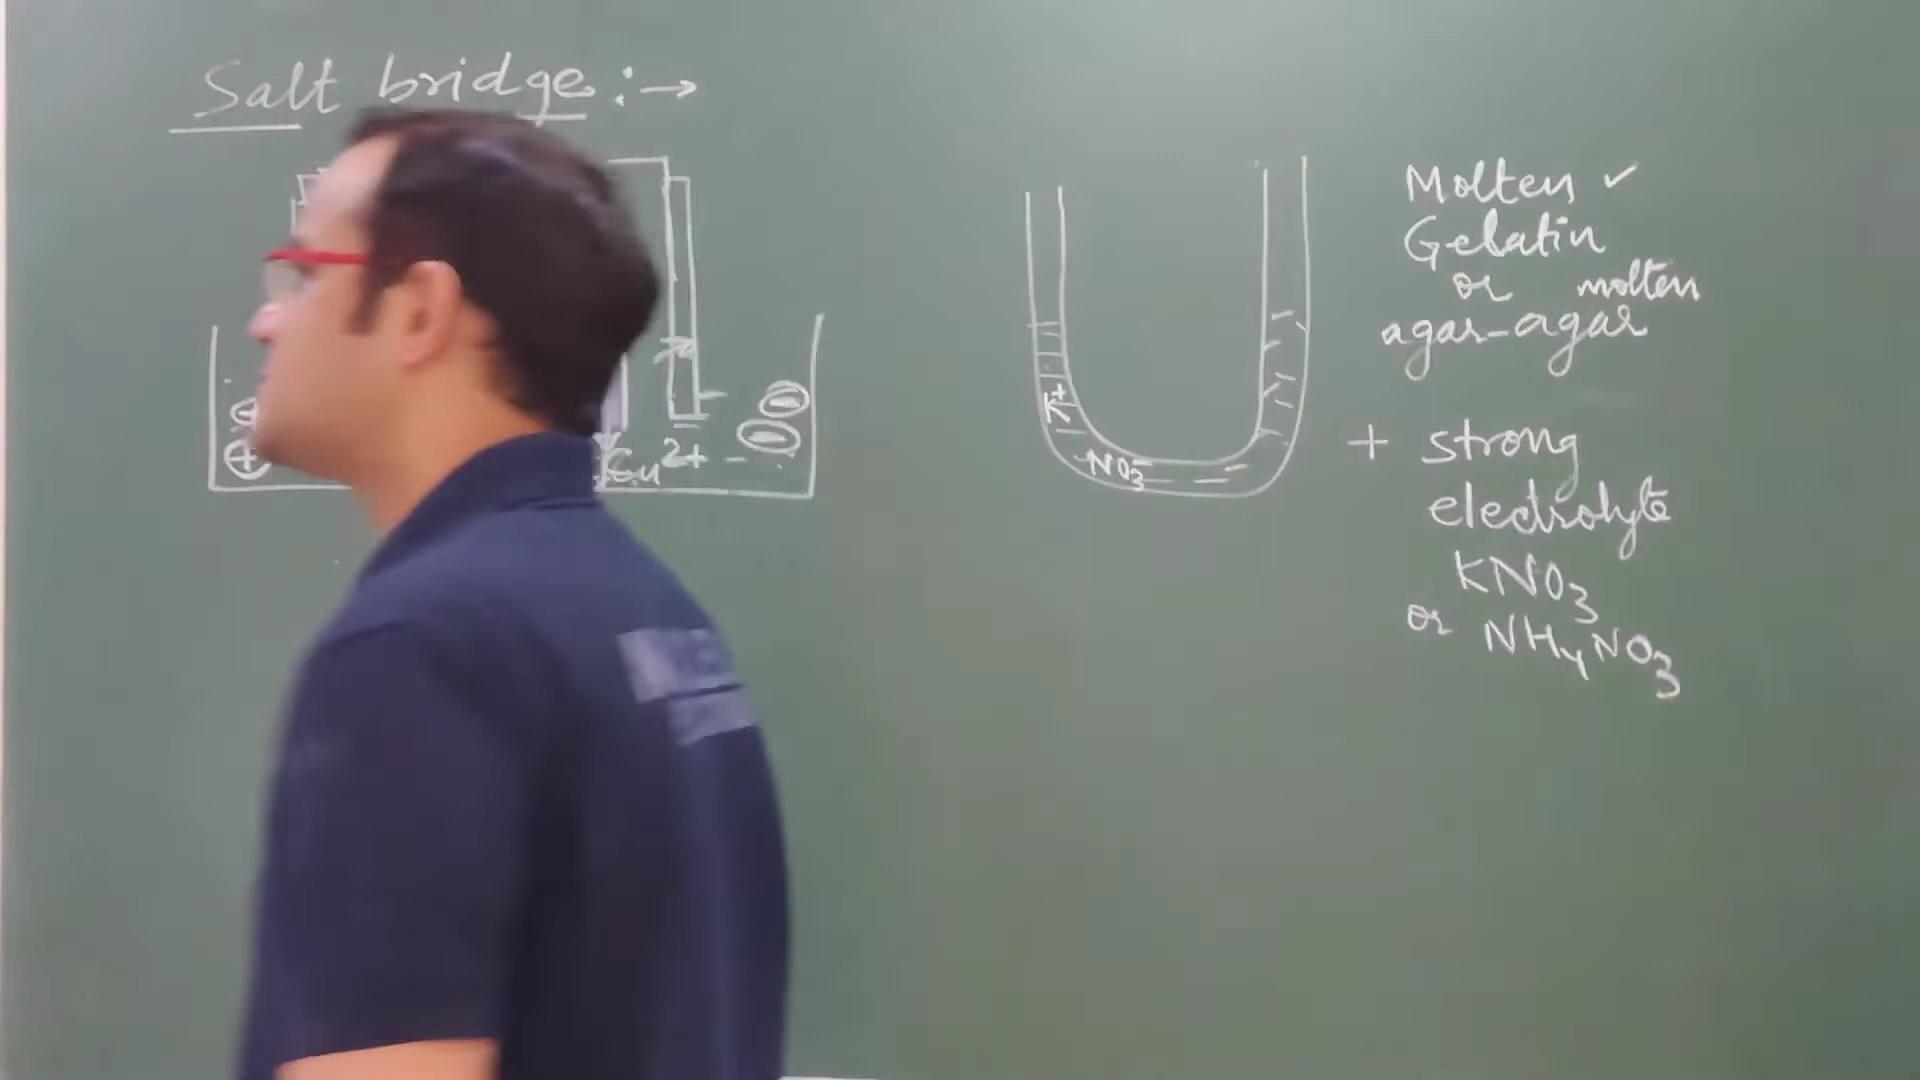 Salt bridge :→
Cu2+
K+
NO3-
Molten ✓
Gelatin
or molten
agar-agar
+ strong
electrolyte
KNO3
or NH4NO3